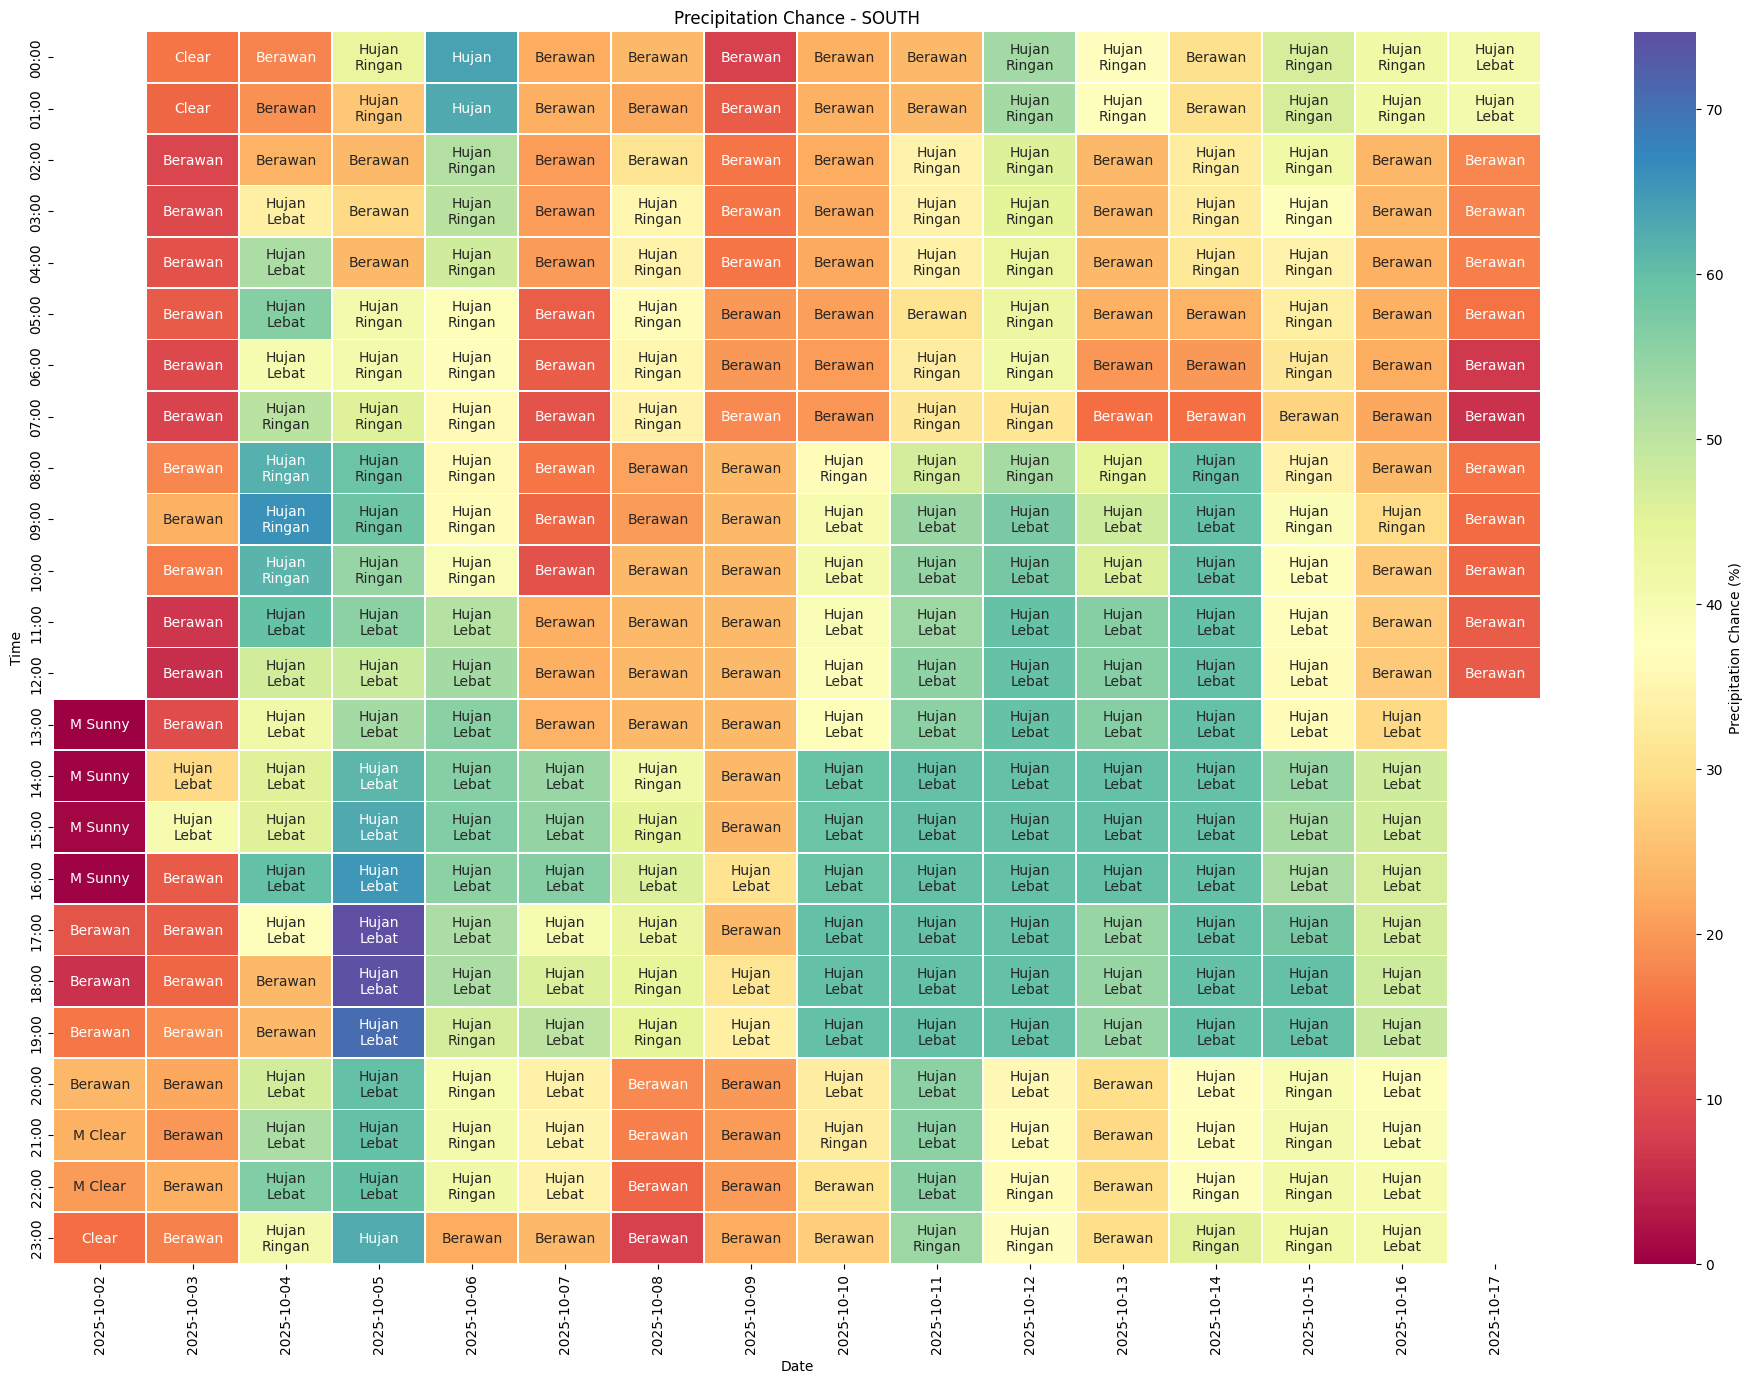 Precipitation Chance - SOUTH
00:00 Clear Berawan Hujan Ringan Hujan Berawan Berawan Berawan Berawan Berawan Hujan Ringan Hujan Ringan Berawan Hujan Ringan Hujan Ringan Hujan Lebat
01:00 Clear Berawan Hujan Ringan Hujan Berawan Berawan Berawan Berawan Berawan Hujan Ringan Hujan Ringan Berawan Hujan Ringan Hujan Ringan Hujan Lebat
02:00 Berawan Berawan Berawan Hujan Ringan Berawan Berawan Berawan Berawan Hujan Ringan Hujan Ringan Berawan Hujan Ringan Hujan Ringan Berawan Berawan
03:00 Berawan Hujan Lebat Berawan Hujan Ringan Berawan Hujan Ringan Berawan Berawan Hujan Ringan Hujan Ringan Berawan Hujan Ringan Hujan Ringan Berawan Berawan
04:00 Berawan Hujan Lebat Berawan Hujan Ringan Berawan Hujan Ringan Berawan Berawan Hujan Ringan Hujan Ringan Berawan Hujan Ringan Hujan Ringan Berawan Berawan
05:00 Berawan Hujan Lebat Hujan Ringan Hujan Ringan Berawan Hujan Ringan Berawan Berawan Berawan Hujan Ringan Berawan Berawan Hujan Ringan Berawan Berawan
06:00 Berawan Hujan Lebat Hujan Ringan Hujan Ringan Berawan Hujan Ringan Berawan Berawan Hujan Ringan Hujan Ringan Berawan Berawan Hujan Ringan Berawan Berawan
07:00 Berawan Hujan Ringan Hujan Ringan Hujan Ringan Berawan Hujan Ringan Berawan Berawan Hujan Ringan Hujan Ringan Berawan Berawan Berawan Berawan Berawan
08:00 Berawan Hujan Ringan Hujan Ringan Hujan Ringan Berawan Berawan Berawan Hujan Ringan Hujan Ringan Hujan Ringan Hujan Ringan Hujan Ringan Hujan Ringan Berawan Berawan
09:00 Berawan Hujan Ringan Hujan Ringan Hujan Ringan Berawan Berawan Berawan Hujan Lebat Hujan Lebat Hujan Lebat Hujan Lebat Hujan Lebat Hujan Ringan Hujan Ringan Berawan
10:00 Berawan Hujan Ringan Hujan Ringan Hujan Ringan Berawan Berawan Berawan Hujan Lebat Hujan Lebat Hujan Lebat Hujan Lebat Hujan Lebat Hujan Lebat Berawan Berawan
11:00 Berawan Hujan Lebat Hujan Lebat Hujan Lebat Berawan Berawan Berawan Hujan Lebat Hujan Lebat Hujan Lebat Hujan Lebat Hujan Lebat Hujan Lebat Berawan Berawan
12:00 Berawan Hujan Lebat Hujan Lebat Hujan Lebat Berawan Berawan Berawan Hujan Lebat Hujan Lebat Hujan Lebat Hujan Lebat Hujan Lebat Hujan Lebat Berawan Berawan
13:00 M Sunny Berawan Hujan Lebat Hujan Lebat Hujan Lebat Berawan Berawan Berawan Hujan Lebat Hujan Lebat Hujan Lebat Hujan Lebat Hujan Lebat Hujan Lebat Hujan Lebat
14:00 M Sunny Hujan Lebat Hujan Lebat Hujan Lebat Hujan Lebat Hujan Lebat Hujan Ringan Berawan Hujan Lebat Hujan Lebat Hujan Lebat Hujan Lebat Hujan Lebat Hujan Lebat Hujan Lebat
15:00 M Sunny Hujan Lebat Hujan Lebat Hujan Lebat Hujan Lebat Hujan Lebat Hujan Ringan Berawan Hujan Lebat Hujan Lebat Hujan Lebat Hujan Lebat Hujan Lebat Hujan Lebat Hujan Lebat
16:00 M Sunny Berawan Hujan Lebat Hujan Lebat Hujan Lebat Hujan Lebat Hujan Lebat Hujan Lebat Hujan Lebat Hujan Lebat Hujan Lebat Hujan Lebat Hujan Lebat Hujan Lebat Hujan Lebat
17:00 Berawan Berawan Hujan Lebat Hujan Lebat Hujan Lebat Hujan Lebat Hujan Lebat Berawan Hujan Lebat Hujan Lebat Hujan Lebat Hujan Lebat Hujan Lebat Hujan Lebat Hujan Lebat
18:00 Berawan Berawan Berawan Hujan Lebat Hujan Lebat Hujan Lebat Hujan Ringan Hujan Lebat Hujan Lebat Hujan Lebat Hujan Lebat Hujan Lebat Hujan Lebat Hujan Lebat Hujan Lebat
19:00 Berawan Berawan Berawan Hujan Lebat Hujan Ringan Hujan Lebat Hujan Ringan Hujan Lebat Hujan Lebat Hujan Lebat Hujan Lebat Hujan Lebat Hujan Lebat Hujan Lebat Hujan Lebat
20:00 Berawan Berawan Hujan Lebat Hujan Lebat Hujan Ringan Hujan Lebat Berawan Berawan Hujan Lebat Hujan Lebat Hujan Lebat Berawan Hujan Lebat Hujan Ringan Hujan Lebat
21:00 M Clear Berawan Hujan Lebat Hujan Lebat Hujan Ringan Hujan Lebat Berawan Berawan Hujan Ringan Hujan Lebat Hujan Lebat Berawan Hujan Lebat Hujan Ringan Hujan Lebat
22:00 M Clear Berawan Hujan Lebat Hujan Lebat Hujan Ringan Hujan Lebat Berawan Berawan Berawan Hujan Lebat Hujan Ringan Berawan Hujan Ringan Hujan Ringan Hujan Lebat
23:00 Clear Berawan Hujan Ringan Hujan Berawan Berawan Berawan Berawan Berawan Hujan Ringan Hujan Ringan Berawan Hujan Ringan Hujan Ringan Hujan Lebat
Time
2025-10-02 2025-10-03 2025-10-04 2025-10-05 2025-10-06 2025-10-07 2025-10-08 2025-10-09 2025-10-10 2025-10-11 2025-10-12 2025-10-13 2025-10-14 2025-10-15 2025-10-16 2025-10-17
Date
70
60
50
40
30
20
10
0
Precipitation Chance (%)